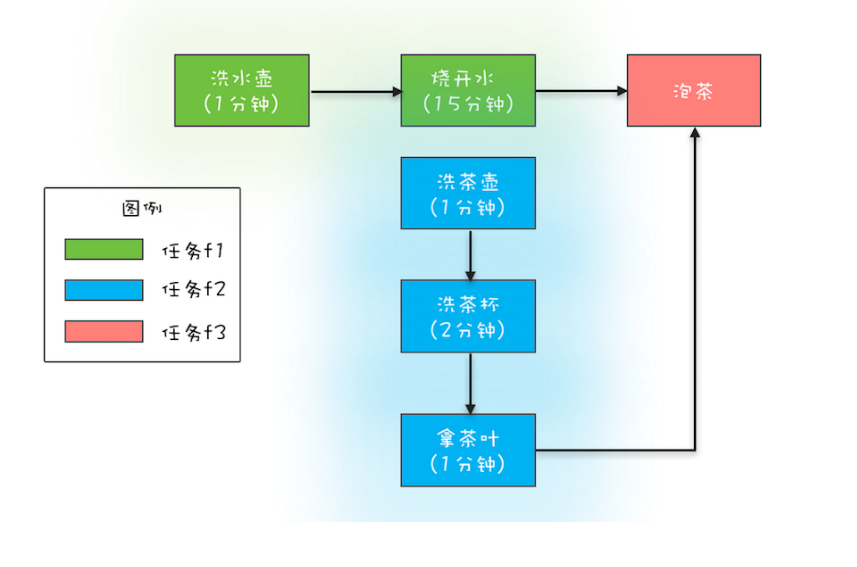 洗水壶
(1分钟)
烧开水
(15分钟)
泡茶
洗茶壶
(1分钟)
图例
任务f1
任务f2
任务f3
洗茶杯
(2分钟)
拿茶叶
(1分钟)